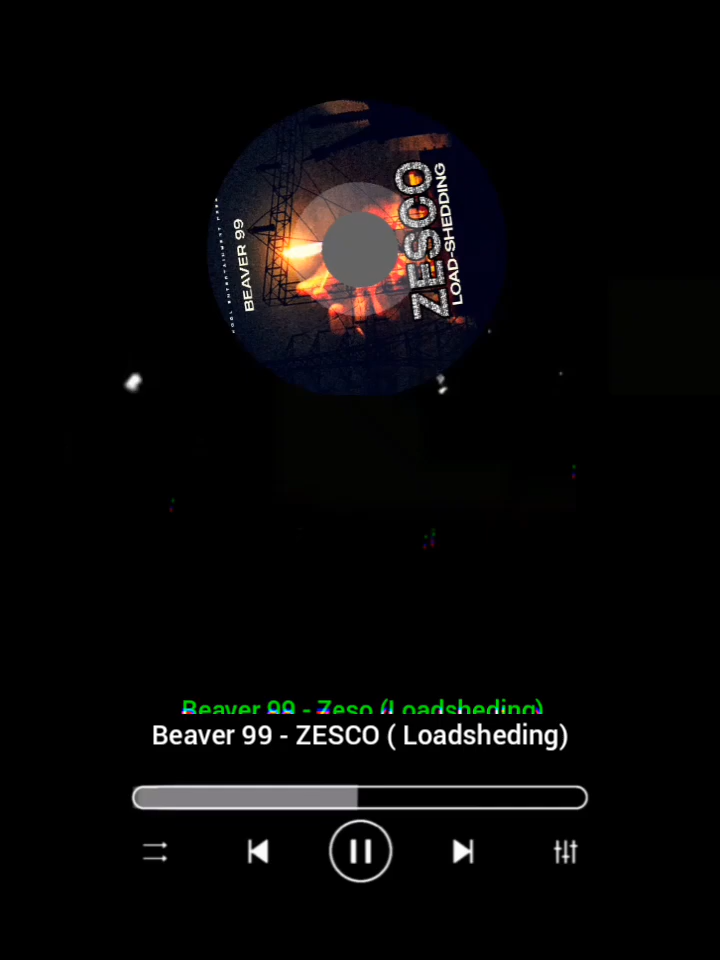 ZESCO
LOAD-SHEDDING
BEAVER 99
Beaver 99 - Zeso (Loadsheding)
Beaver 99 - ZESCO ( Loadsheding)